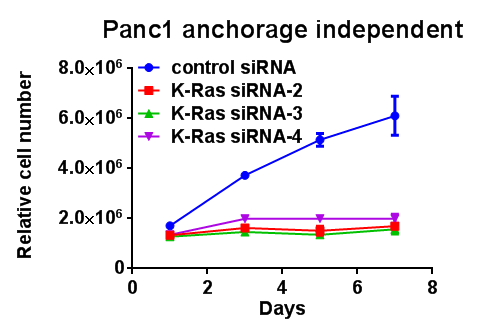 Panc1 anchorage independent
Relative cell number
8.0×10⁶
6.0×10⁶
4.0×10⁶
2.0×10⁶
0
control siRNA
K-Ras siRNA-2
K-Ras siRNA-3
K-Ras siRNA-4
0 2 4 6 8
Days